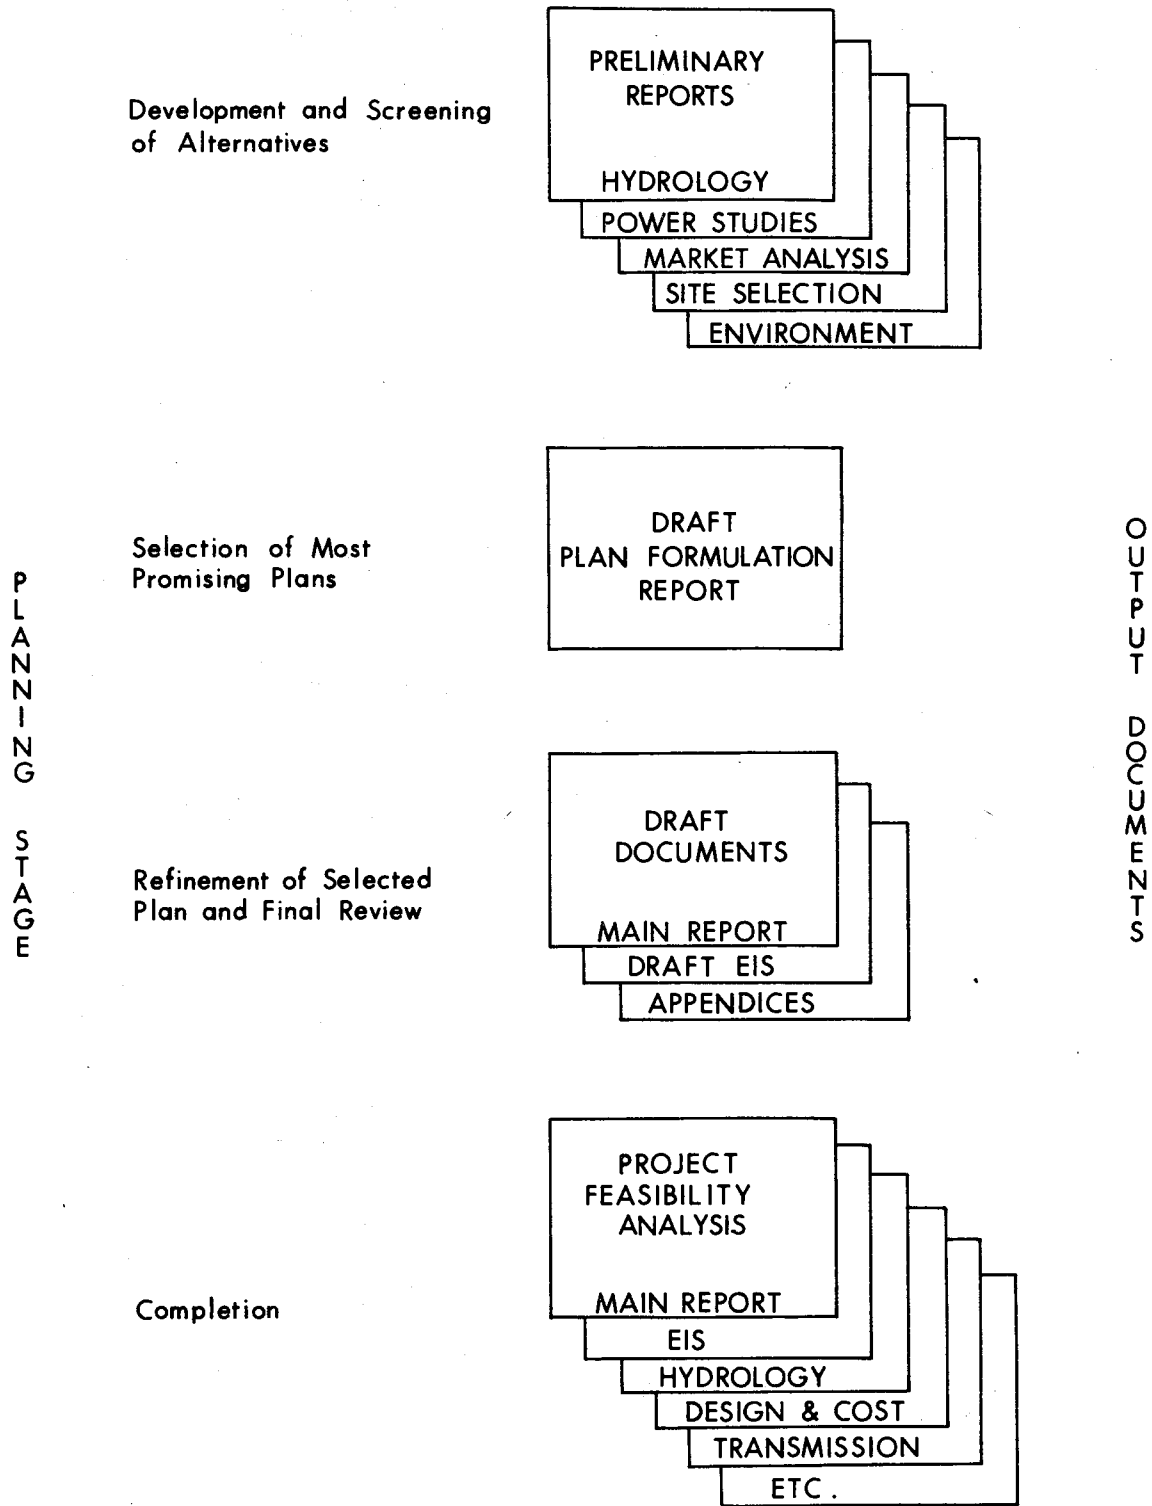 PLANNING STAGE
OUTPUT DOCUMENTS
Development and Screening
of Alternatives
PRELIMINARY
REPORTS
HYDROLOGY
POWER STUDIES
MARKET ANALYSIS
SITE SELECTION
ENVIRONMENT
Selection of Most
Promising Plans
DRAFT
PLAN FORMULATION
REPORT
Refinement of Selected
Plan and Final Review
DRAFT
DOCUMENTS
MAIN REPORT
DRAFT EIS
APPENDICES
Completion
PROJECT
FEASIBILITY
ANALYSIS
MAIN REPORT
EIS
HYDROLOGY
DESIGN & COST
TRANSMISSION
ETC.